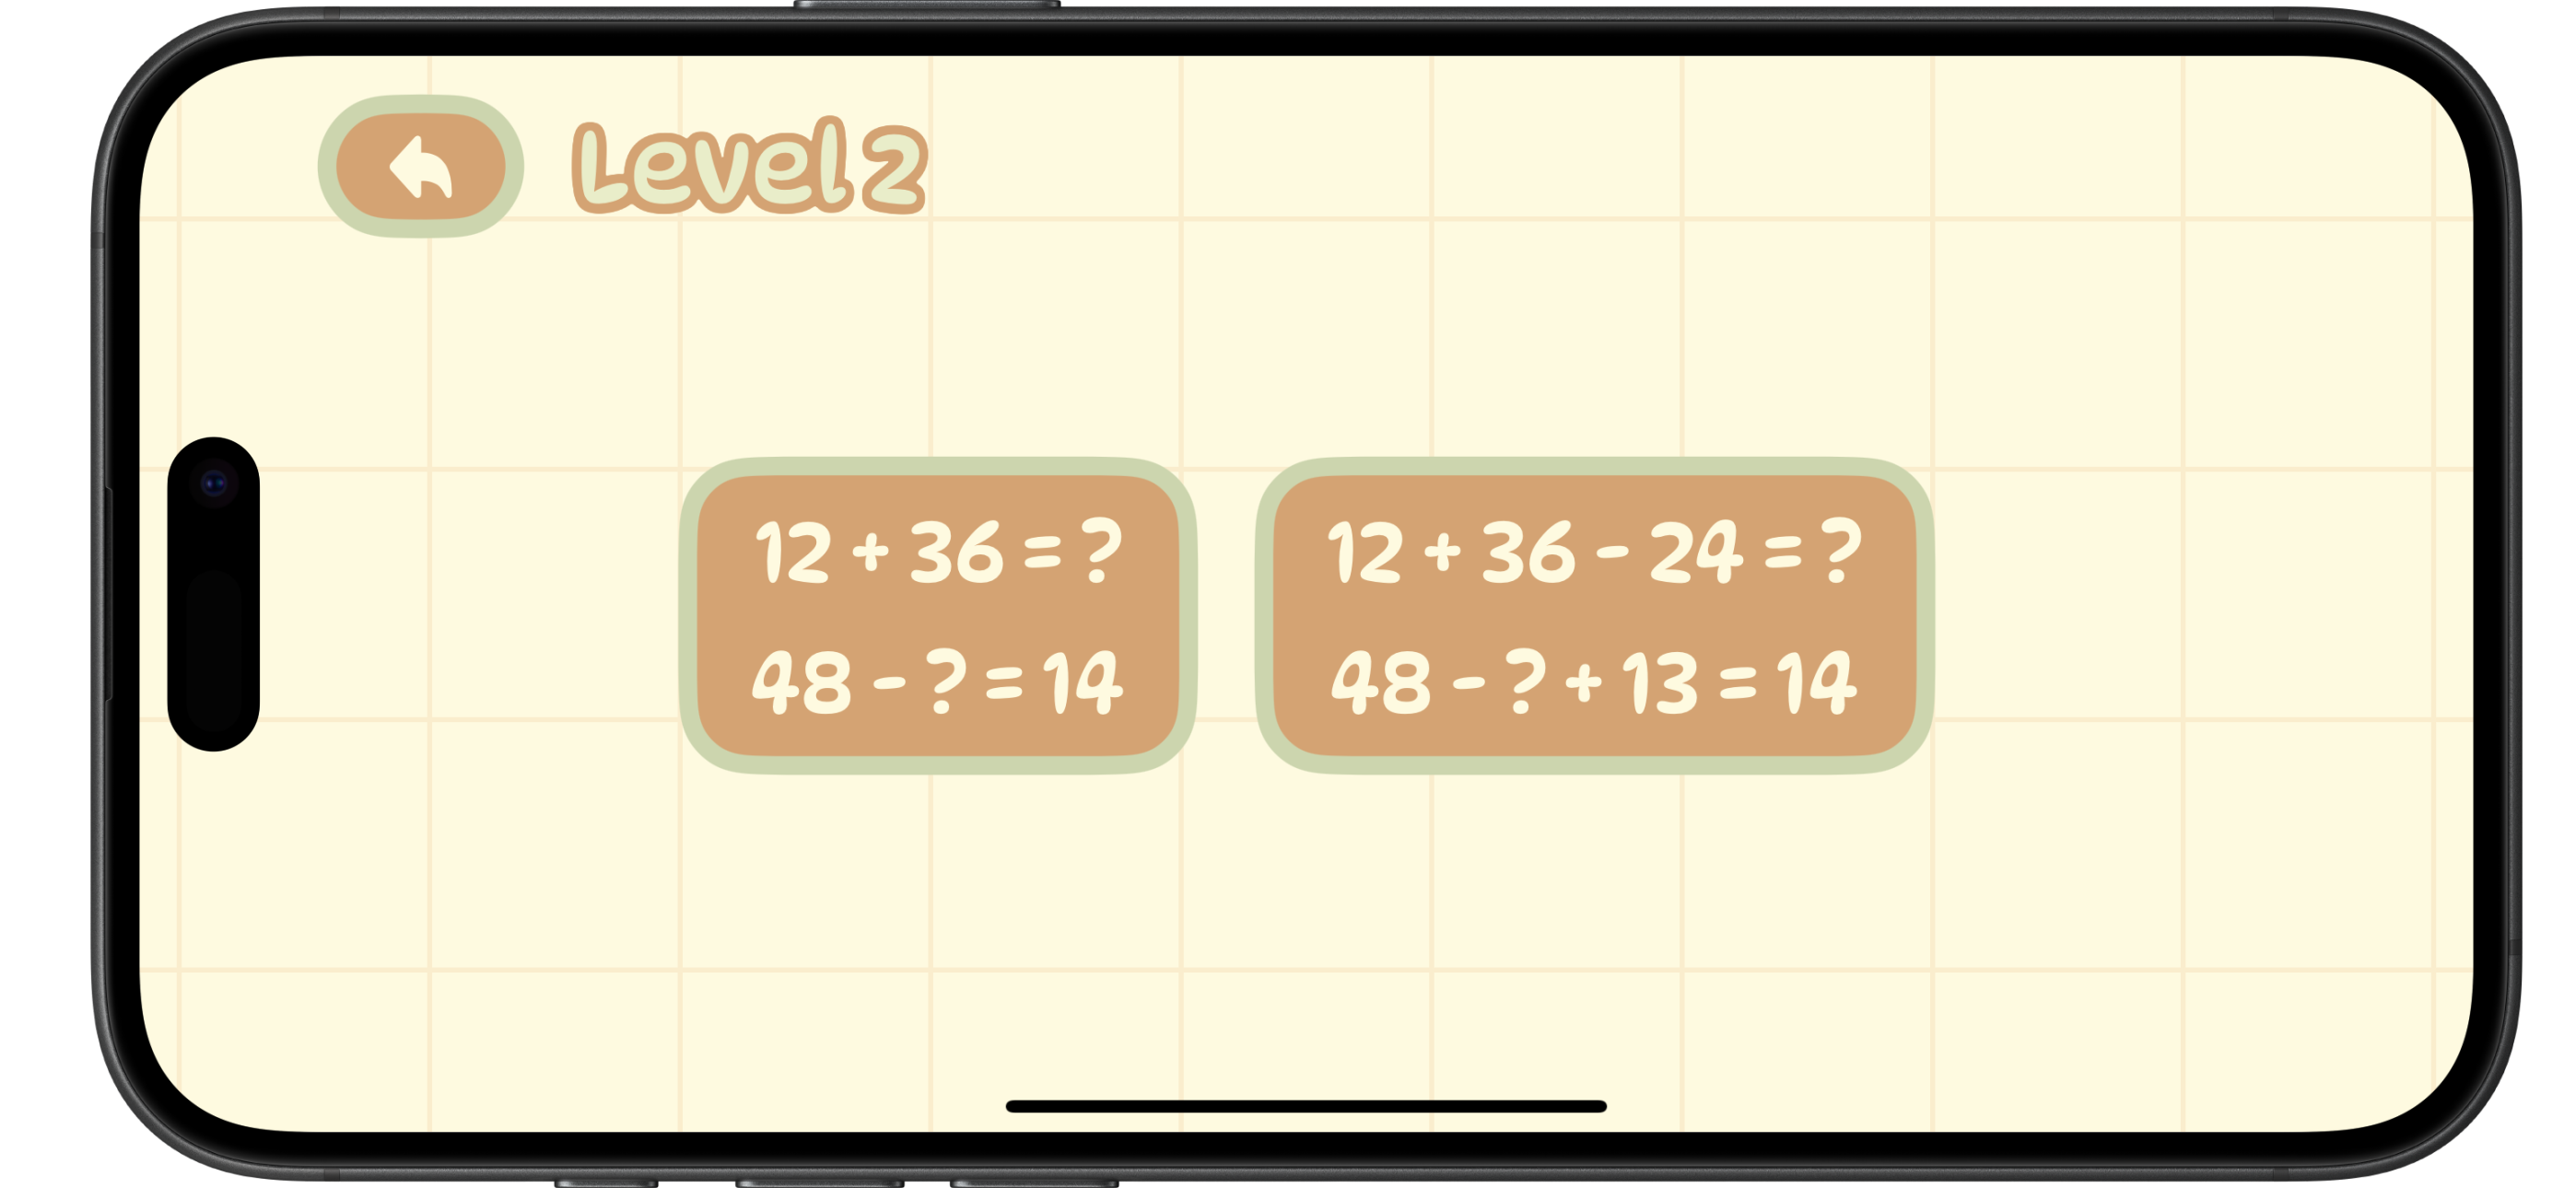 Level 2
12 + 36 = ?
48 - ? = 14
12 + 36 - 24 = ?
48 - ? + 13 = 14